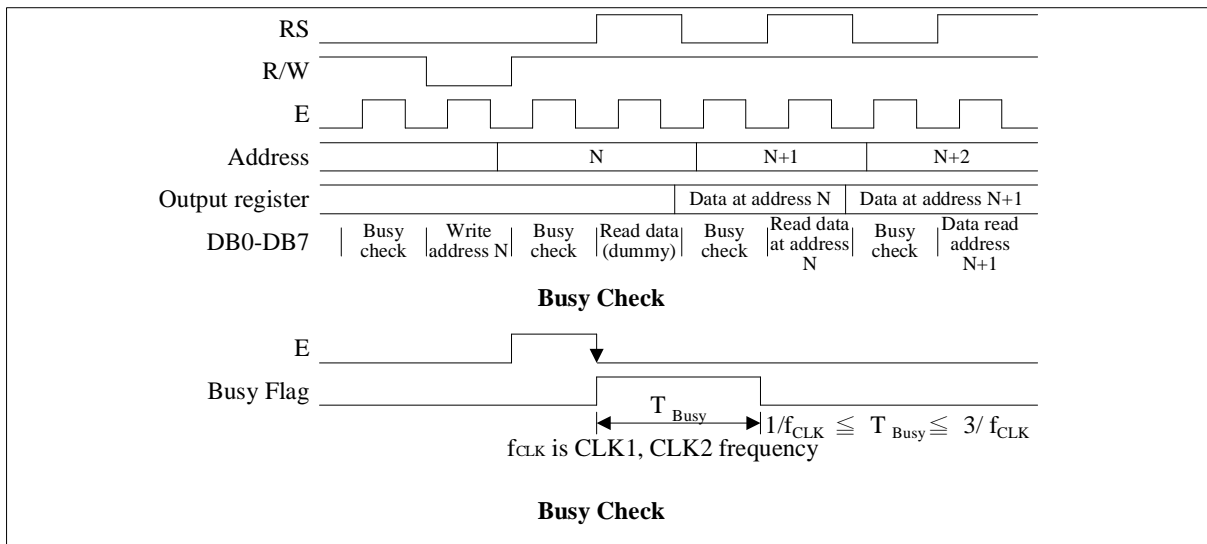 RS
R/W
E
Address N N+1 N+2
Output register Data at address N Data at address N+1
DB0-DB7
Busy check
Write address N
Busy check
Read data (dummy)
Busy check
Read data at address N
Busy check
Data read address N+1
Busy Check
E
Busy Flag
T Busy
1/fCLK ≦ T Busy ≦ 3/ fCLK
fCLK is CLK1, CLK2 frequency
Busy Check